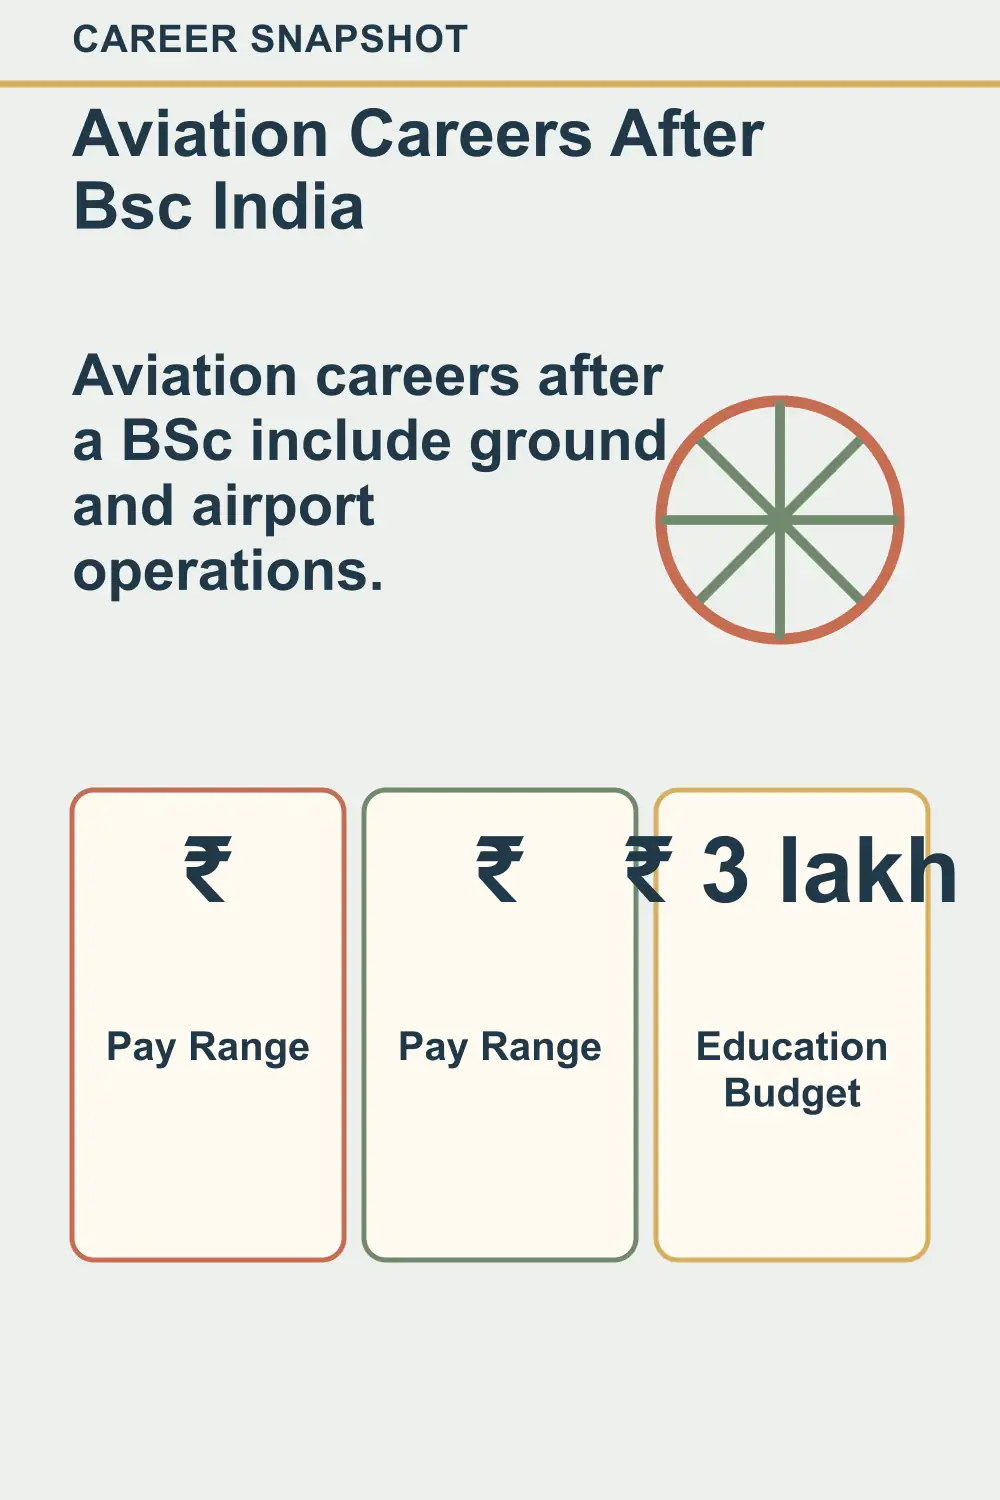 CAREER SNAPSHOT
Aviation Careers After
Bsc India
Aviation careers after
a BSc include ground
and airport
operations.
₹
Pay Range
₹
Pay Range
₹ 3 lakh
Education
Budget